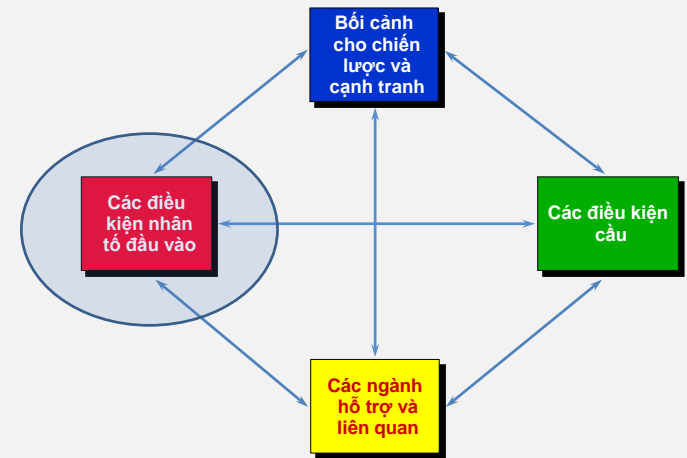 Bối cảnh
cho chiến
lược và
cạnh tranh
Các điều
kiện nhân
tố đầu vào
Các điều kiện
cầu
Các ngành
hỗ trợ và
liên quan